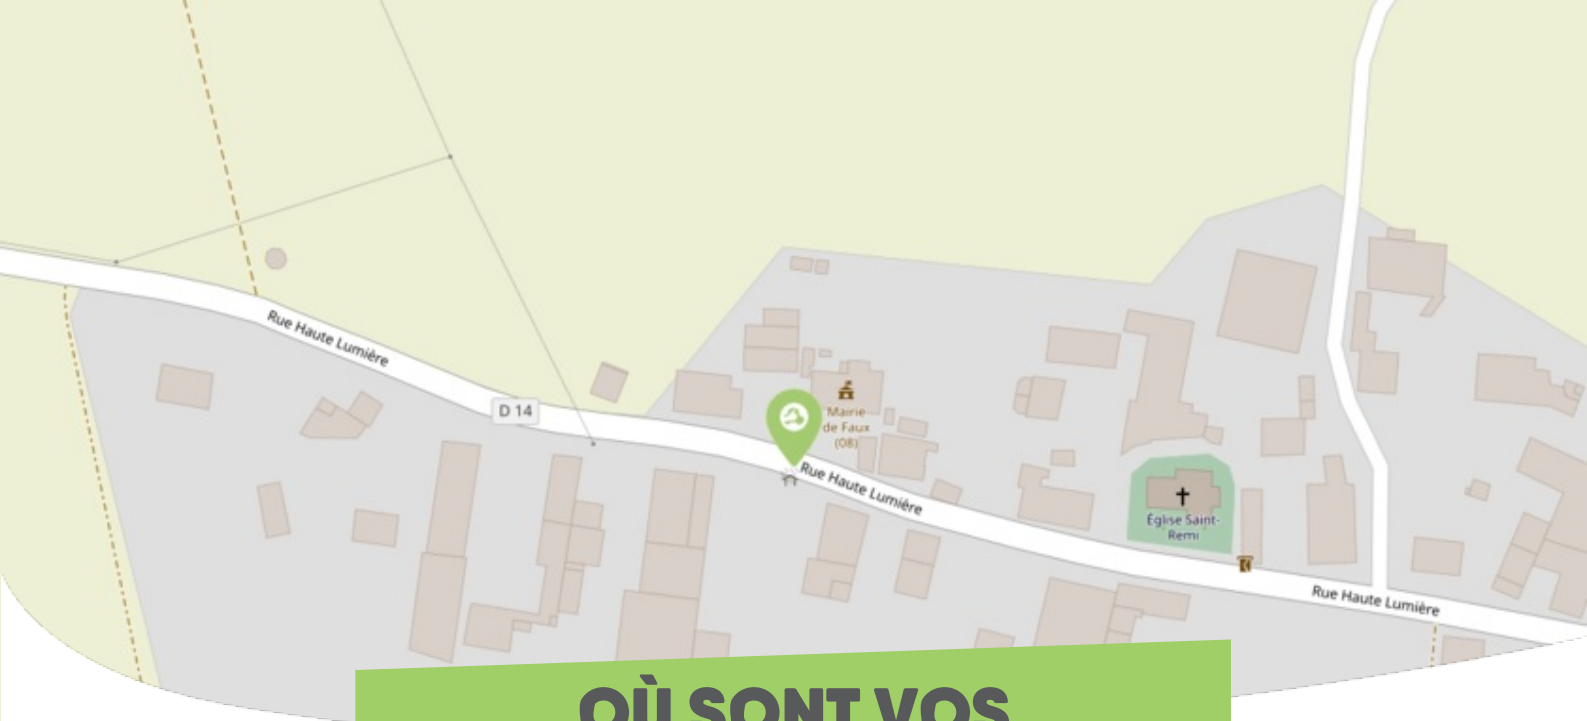 Rue Haute Lumière
D 14
Mairie
de Faux
(08)
Rue Haute Lumière
Église Saint-
Remi
Rue Haute Lumière
OÙ SONT VOS